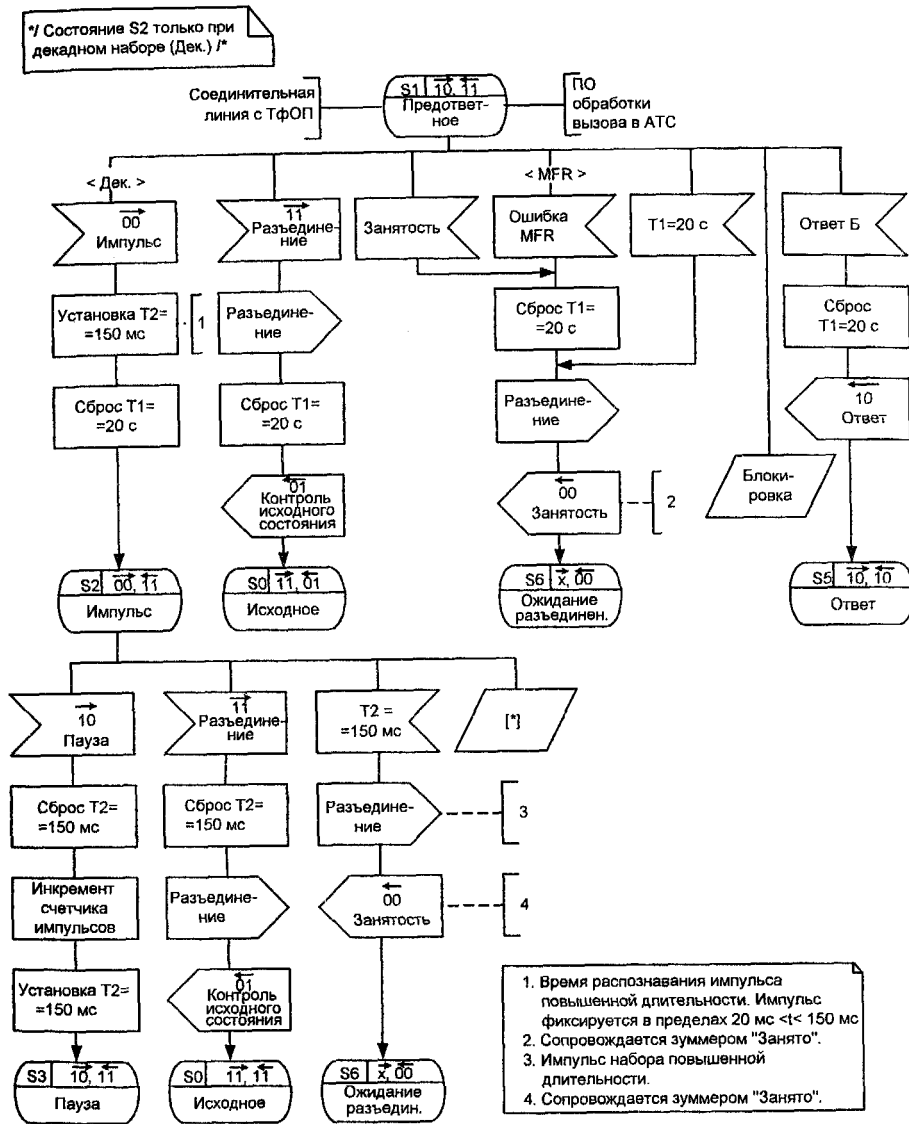 */ Состояние S2 только при
декадном наборе (Дек.) /*
Соединительная
линия с ТфОП
S1 10, 11
Предответ-
ное
ПО
обработки
вызова в АТС
< Дек. >
< MFR >
00
Импульс
11
Разъедине-
ние
Занятость
Ошибка
MFR
Т1=20 с
Ответ Б
Установка Т2=
=150 мс
1
Разъедине-
ние
Сброс Т1=
=20 с
Сброс
Т1=20 с
Сброс Т1=
=20 с
Сброс Т1=
=20 с
Разъедине-
ние
10
Ответ
01
Контроль
исходного
состояния
00
Занятость
2
Блоки-
ровка
S2 00, 11
Импульс
S0 11, 01
Исходное
S6 x, 00
Ожидание
разъединен.
S5 10, 10
Ответ
10
Пауза
11
Разъедине-
ние
Т2 =
=150 мс
[*]
Сброс Т2=
=150 мс
Сброс Т2=
=150 мс
Разъедине-
ние
3
Инкремент
счетчика
импульсов
Разъедине-
ние
00
Занятость
4
Установка Т2=
=150 мс
01
Контроль
исходного
состояния
S3 10, 11
Пауза
S0 11, 11
Исходное
S6 x, 00
Ожидание
разъедин.
1. Время распознавания импульса
повышенной длительности. Импульс
фиксируется в пределах 20 мс <t< 150 мс
2. Сопровождается зуммером "Занято".
3. Импульс набора повышенной
длительности.
4. Сопровождается зуммером "Занято".